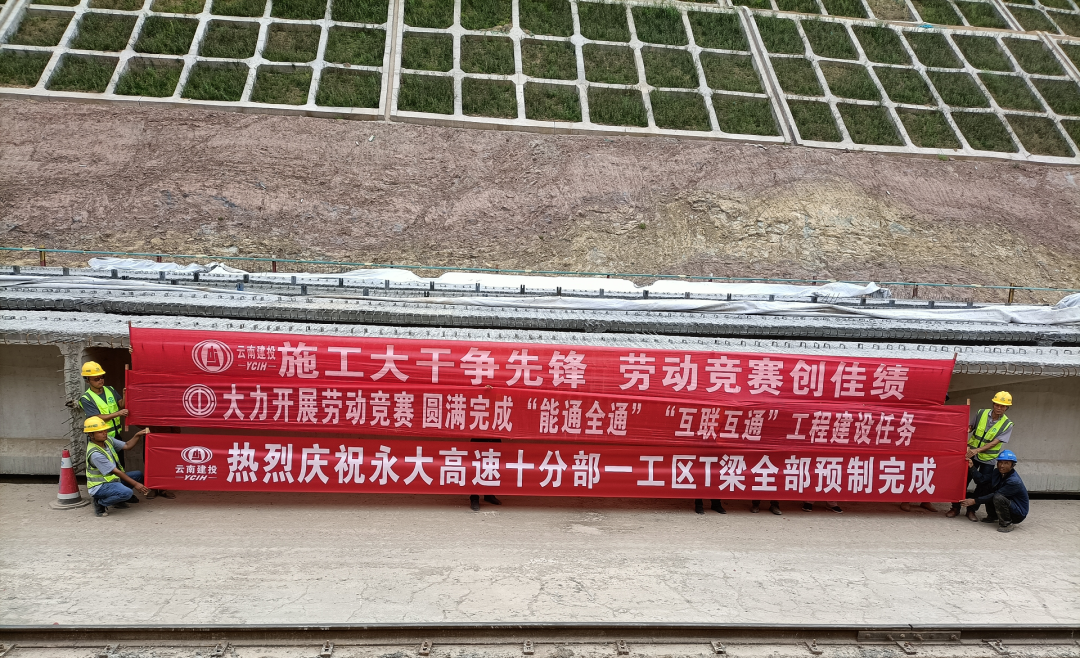 云南建投 YCIH 施工大干争先锋 劳动竞赛创佳绩
大力开展劳动竞赛 圆满完成“能通全通”“互联互通”工程建设任务
云南建投 YCIH 热烈庆祝永大高速十分部一工区T梁全部预制完成